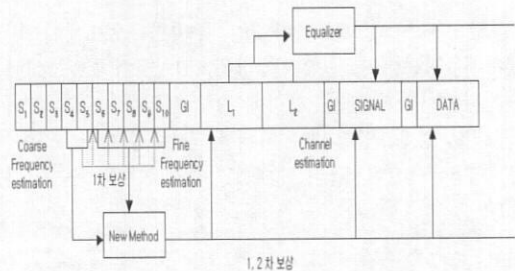 Equalizer
S₁ S₂ S₃ S₄ S₅ S₆ S₇ S₈ S₉ S₁₀ GI L₁ L₂ GI SIGNAL GI DATA
Coarse
Frequency
estimation
1차 보상
Fine
Frequency
estimation
Channel
estimation
New Method
1, 2 차 보상